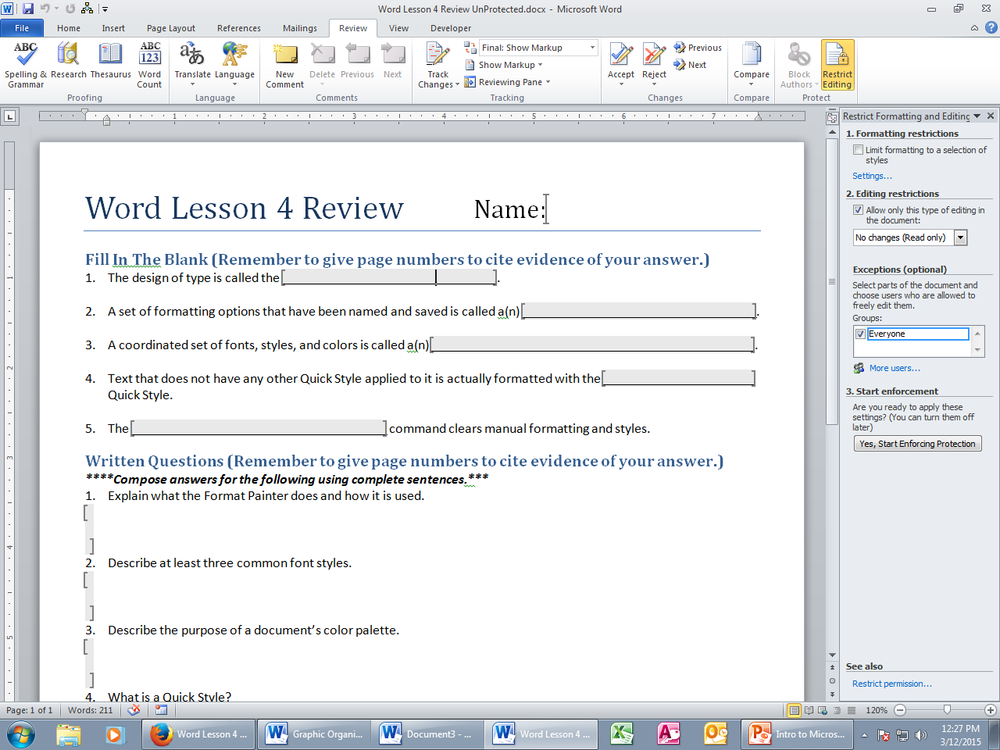 Word Lesson 4 Review UnProtected.docx - Microsoft Word
File Home Insert Page Layout References Mailings Review View Developer
Spelling & Grammar
Research
Thesaurus
Word Count
Proofing
Translate
Language
Language
New Comment
Delete
Previous
Next
Comments
Track Changes
Final: Show Markup
Show Markup
Reviewing Pane
Tracking
Accept
Reject
Previous
Next
Changes
Compare
Compare
Block Authors
Restrict Editing
Protect
1 2 3 4 5 6 7
Word Lesson 4 Review Name:
Fill In The Blank (Remember to give page numbers to cite evidence of your answer.)
1. The design of type is called the .
2. A set of formatting options that have been named and saved is called a(n) .
3. A coordinated set of fonts, styles, and colors is called a(n) .
4. Text that does not have any other Quick Style applied to it is actually formatted with the
Quick Style.
5. The command clears manual formatting and styles.
Written Questions (Remember to give page numbers to cite evidence of your answer.)
****Compose answers for the following using complete sentences.***
1. Explain what the Format Painter does and how it is used.
2. Describe at least three common font styles.
3. Describe the purpose of a document’s color palette.
4. What is a Quick Style?
Restrict Formatting and Editing
1. Formatting restrictions
Limit formatting to a selection of
styles
Settings...
2. Editing restrictions
Allow only this type of editing in
the document:
No changes (Read only)
Exceptions (optional)
Select parts of the document and
choose users who are allowed to
freely edit them.
Groups:
Everyone
More users...
3. Start enforcement
Are you ready to apply these
settings? (You can turn them off
later)
Yes, Start Enforcing Protection
See also
Restrict permission...
Page: 1 of 1 Words: 211 120%
Word Lesson 4 ... Graphic Organi... Document3 - ... Word Lesson 4 ... Intro to Micros...
12:27 PM
3/12/2015